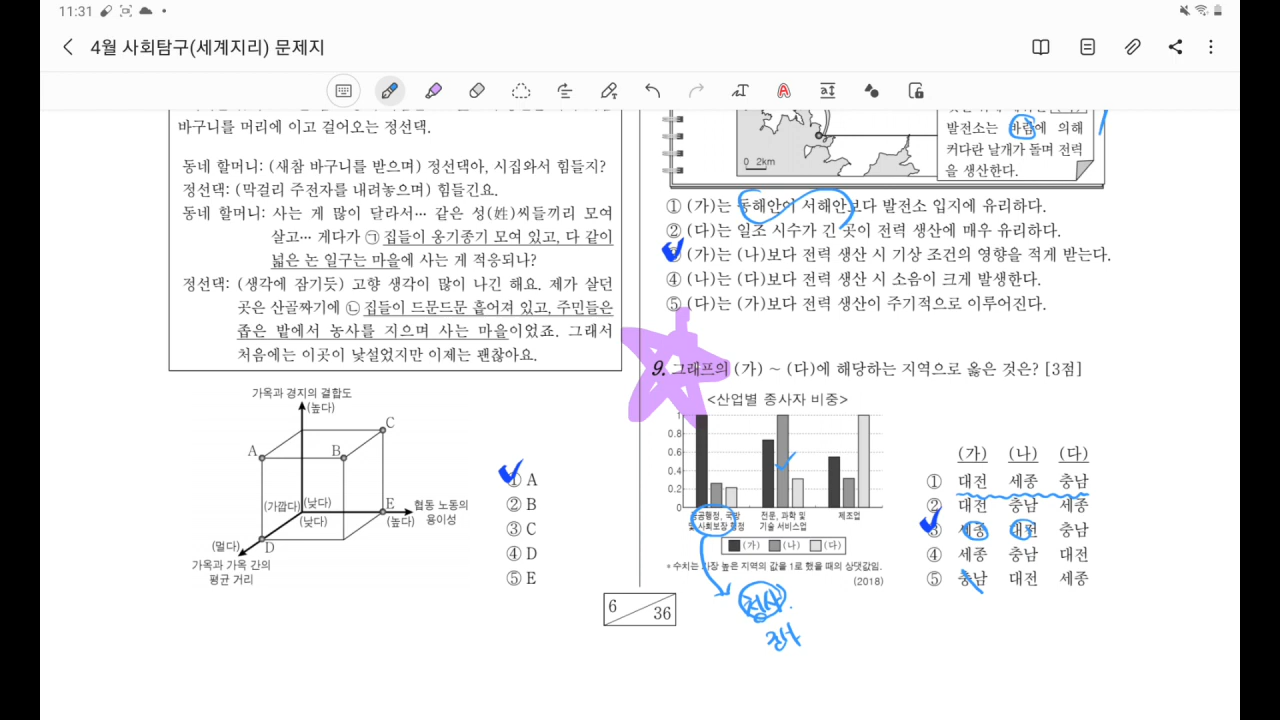 11:31
4월 사회탐구(세계지리) 문제지
바구니를 머리에 이고 걸어오는 정선댁.
동네 할머니: (새참 바구니를 받으며) 정선댁아, 시집와서 힘들지?
정선댁: (막걸리 주전자를 내려놓으며) 힘들긴요.
동네 할머니: 사는 게 많이 달라서… 같은 성(姓)씨들끼리 모여
살고… 게다가 ㉠ 집들이 옹기종기 모여 있고, 다 같이
넓은 논 일구는 마을에 사는 게 적응되나?
정선댁: (생각에 잠기듯) 고향 생각이 많이 나긴 해요. 제가 살던
곳은 산골짜기에 ㉡ 집들이 드문드문 흩어져 있고, 주민들은
좁은 밭에서 농사를 지으며 사는 마을이었죠. 그래서
처음에는 이곳이 낯설었지만 이제는 괜찮아요.
가옥과 경지의 결합도
(높다)
A
B
C
(가깝다)
(낮다)
(낮다)
E
(높다)
협동 노동의
용이성
(멀다)
D
가옥과 가옥 간의
평균 거리
① A
② B
③ C
④ D
⑤ E
6
36
발전소는 바람에 의해
커다란 날개가 돌며 전력
을 생산한다.
0 2km
① (가)는 동해안이 서해안보다 발전소 입지에 유리하다.
② (다)는 일조 시수가 긴 곳이 전력 생산에 매우 유리하다.
③ (가)는 (나)보다 전력 생산 시 기상 조건의 영향을 적게 받는다.
④ (나)는 (다)보다 전력 생산 시 소음이 크게 발생한다.
⑤ (다)는 (가)보다 전력 생산이 주기적으로 이루어진다.
9. 그래프의 (가) ~ (다)에 해당하는 지역으로 옳은 것은? [3점]
<산업별 종사자 비중>
1
0.8
0.6
0.4
0.2
0
공공행정, 국방
및 사회보장 행정
전문, 과학 및
기술 서비스업
제조업
(가) (나) (다)
* 수치는 가장 높은 지역의 값을 1로 했을 때의 상댓값임.
(2018)
(가) (나) (다)
① 대전 세종 충남
② 대전 충남 세종
③ 세종 대전 충남
④ 세종 충남 대전
⑤ 충남 대전 세종